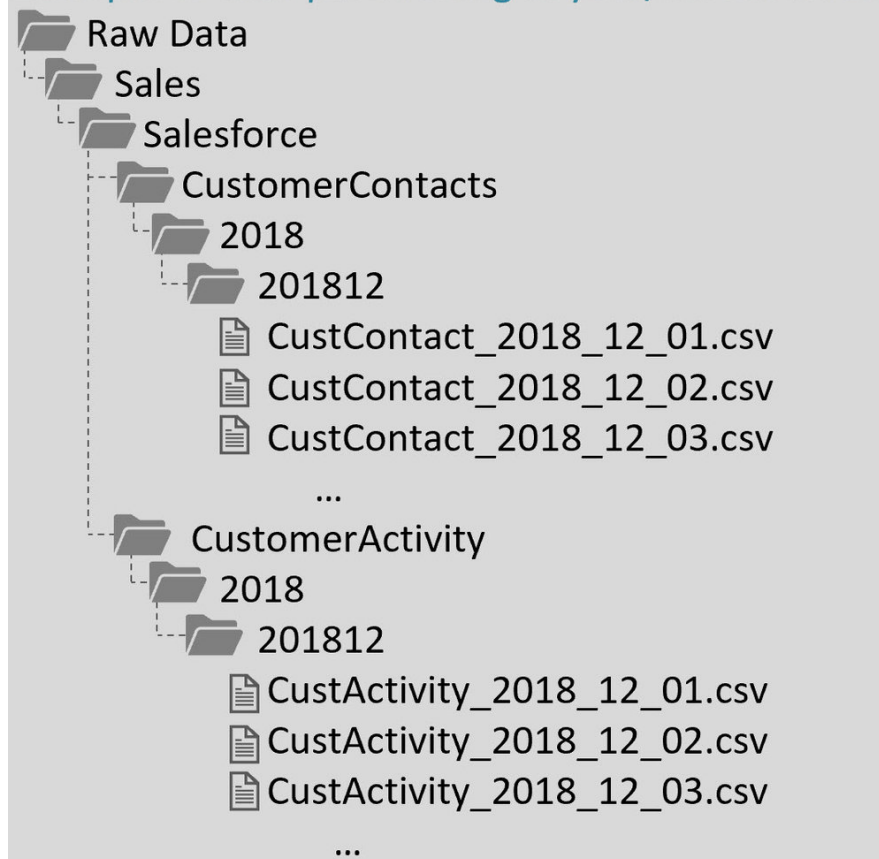 Raw Data
Sales
Salesforce
CustomerContacts
2018
201812
CustContact_2018_12_01.csv
CustContact_2018_12_02.csv
CustContact_2018_12_03.csv
...
CustomerActivity
2018
201812
CustActivity_2018_12_01.csv
CustActivity_2018_12_02.csv
CustActivity_2018_12_03.csv
...